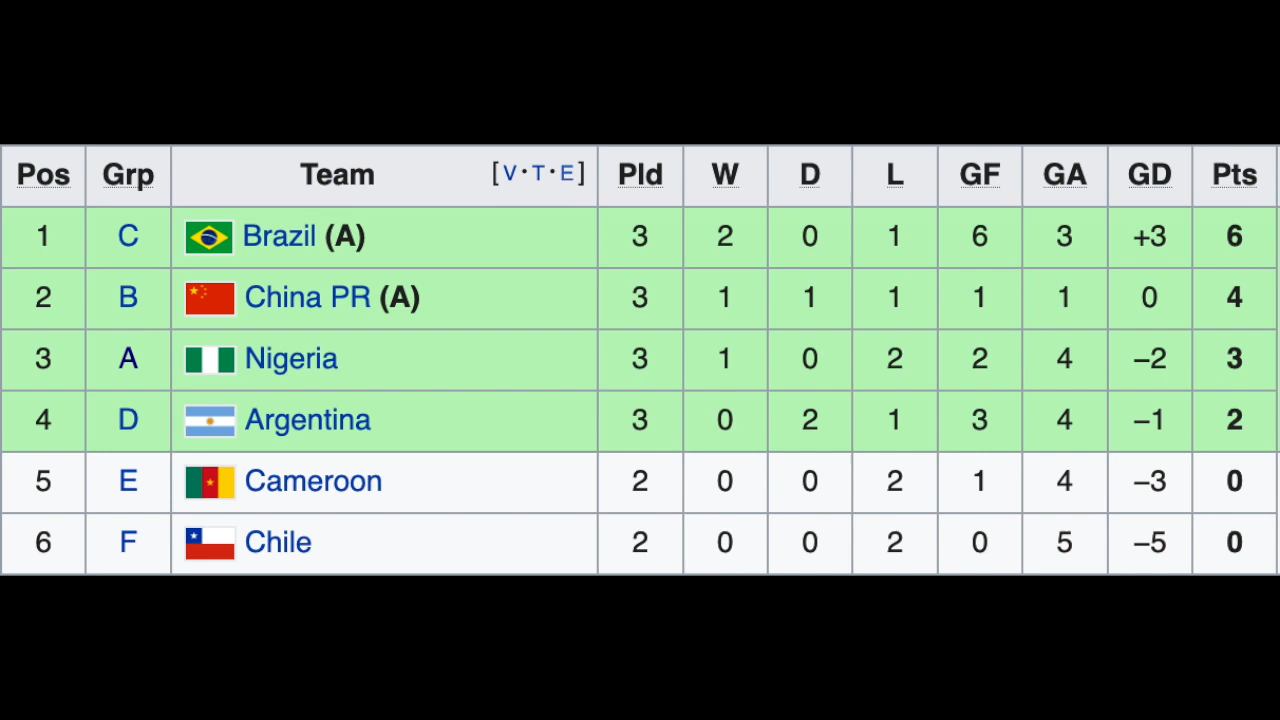 Pos Grp Team [V·T·E] Pld W D L GF GA GD Pts
1 C Brazil (A) 3 2 0 1 6 3 +3 6
2 B China PR (A) 3 1 1 1 1 1 0 4
3 A Nigeria 3 1 0 2 2 4 −2 3
4 D Argentina 3 0 2 1 3 4 −1 2
5 E Cameroon 2 0 0 2 1 4 −3 0
6 F Chile 2 0 0 2 0 5 −5 0